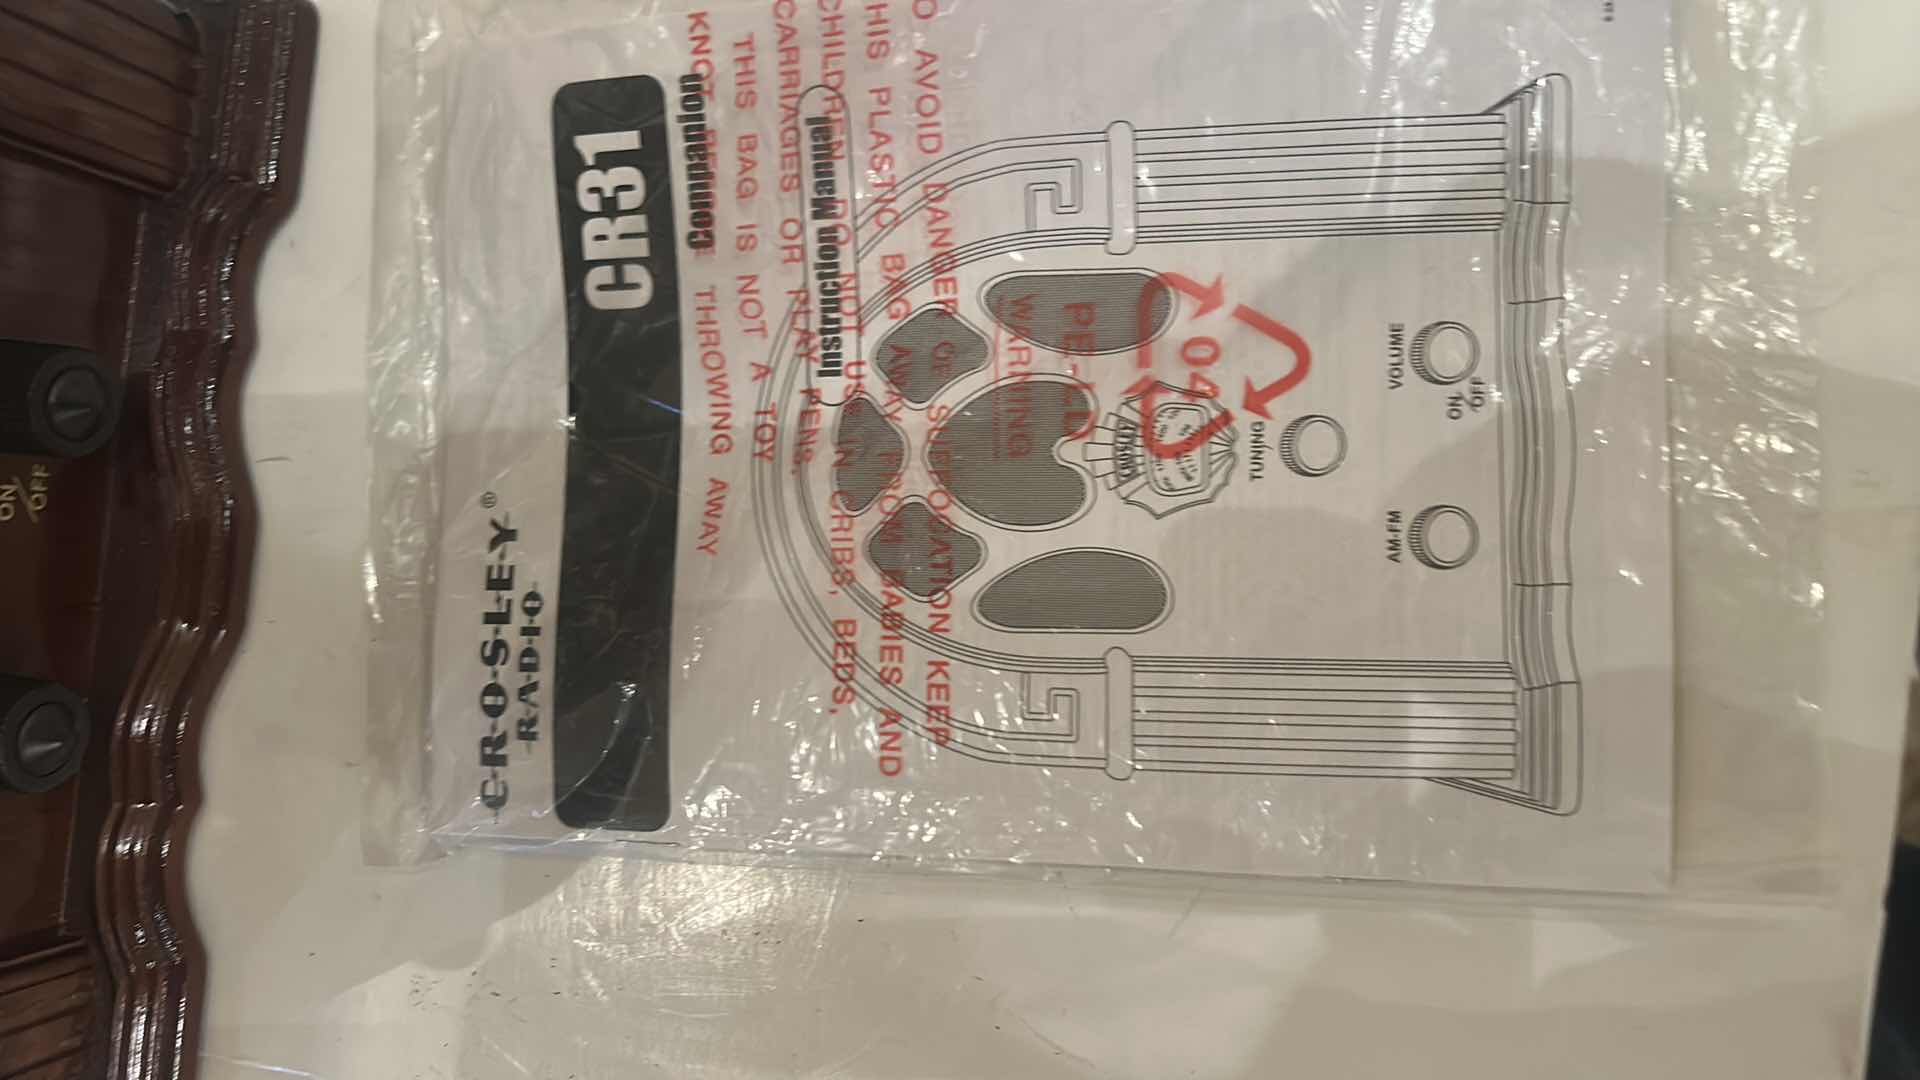 C-R-O-S-L-E-Y®
R-A-D-I-O
CR31
Companion
Instruction Manual
CROSLEY
TUNING
VOLUME
ON/OFF
AM-FM
WARNING
TO AVOID DANGER OF SUFFOCATION KEEP
THIS PLASTIC BAG AWAY FROM BABIES AND
CHILDREN. DO NOT USE IN CRIBS, BEDS,
CARRIAGES OR PLAY PENS.
THIS BAG IS NOT A TOY
KNOT BEFORE THROWING AWAY
04
PE-LD
ON/OFF